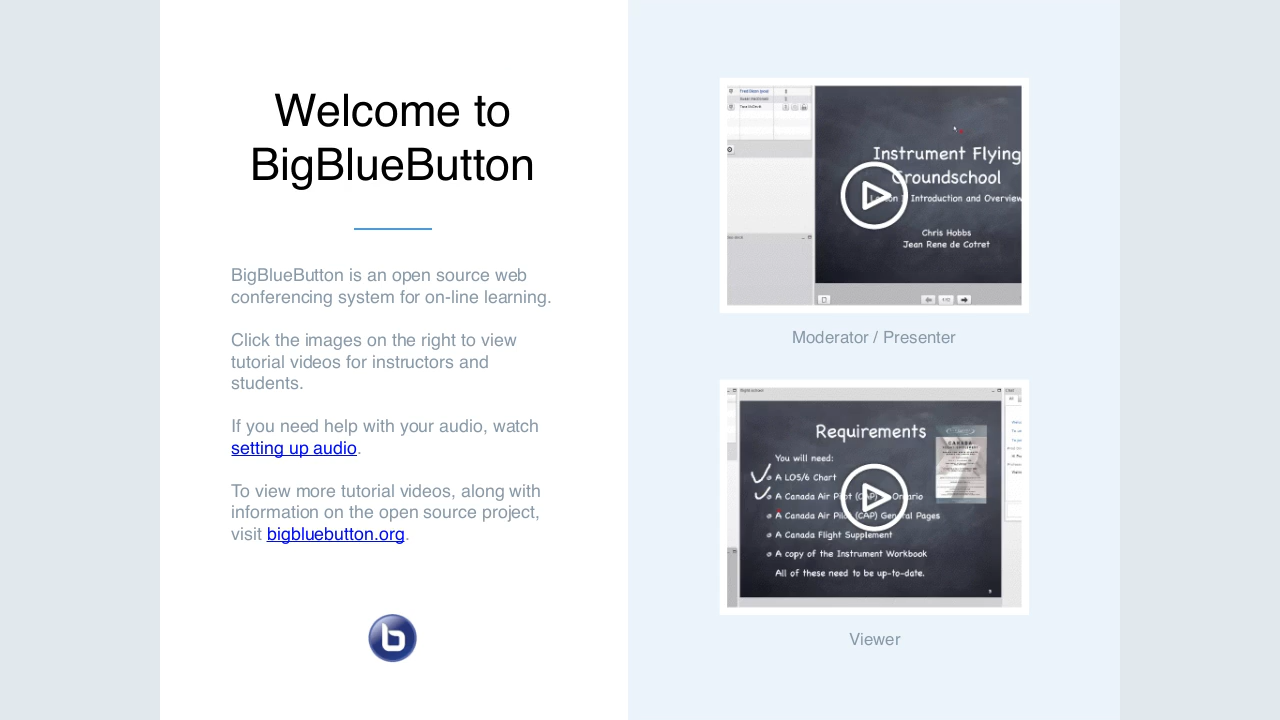 Welcome to
BigBlueButton
BigBlueButton is an open source web
conferencing system for on-line learning.
Click the images on the right to view
tutorial videos for instructors and
students.
If you need help with your audio, watch
setting up audio.
To view more tutorial videos, along with
information on the open source project,
visit bigbluebutton.org.
b
Instrument Flying
Groundschool
Introduction and Overview
Chris Hobbs
Jean Rene de Cotret
Moderator / Presenter
Requirements
You will need:
A LO5/6 Chart
A Canada Air Pilot (CAP) Ontario
A Canada Air Pilot (CAP) General Pages
A Canada Flight Supplement
A copy of the Instrument Workbook
All of these need to be up-to-date.
CANADA
Viewer